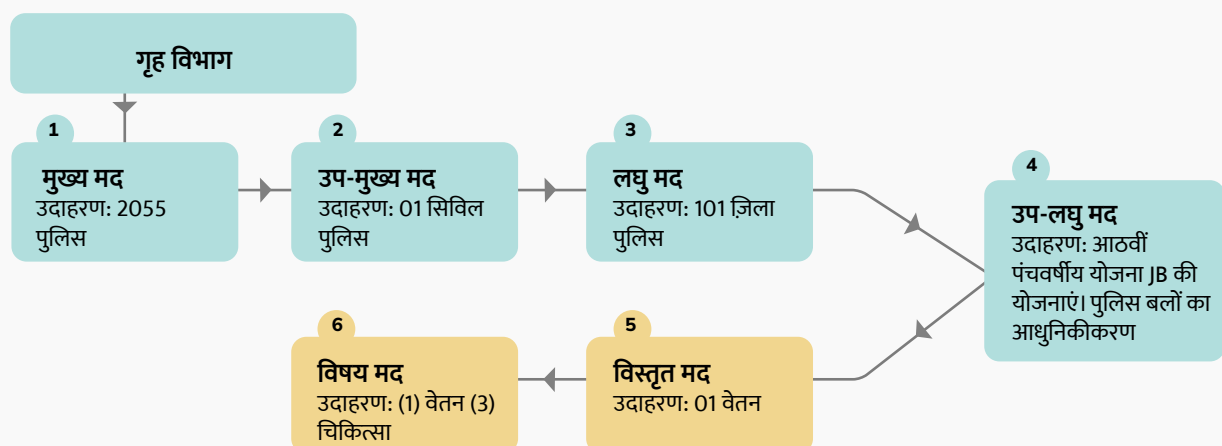 गृह विभाग
1
मुख्य मद
उदाहरण: 2055
पुलिस
2
उप-मुख्य मद
उदाहरण: 01 सिविल
पुलिस
3
लघु मद
उदाहरण: 101 ज़िला
पुलिस
4
उप-लघु मद
उदाहरण: आठवीं
पंचवर्षीय योजना JB की
योजनाएं। पुलिस बलों का
आधुनिकीकरण
5
विस्तृत मद
उदाहरण: 01 वेतन
6
विषय मद
उदाहरण: (1) वेतन (3)
चिकित्सा